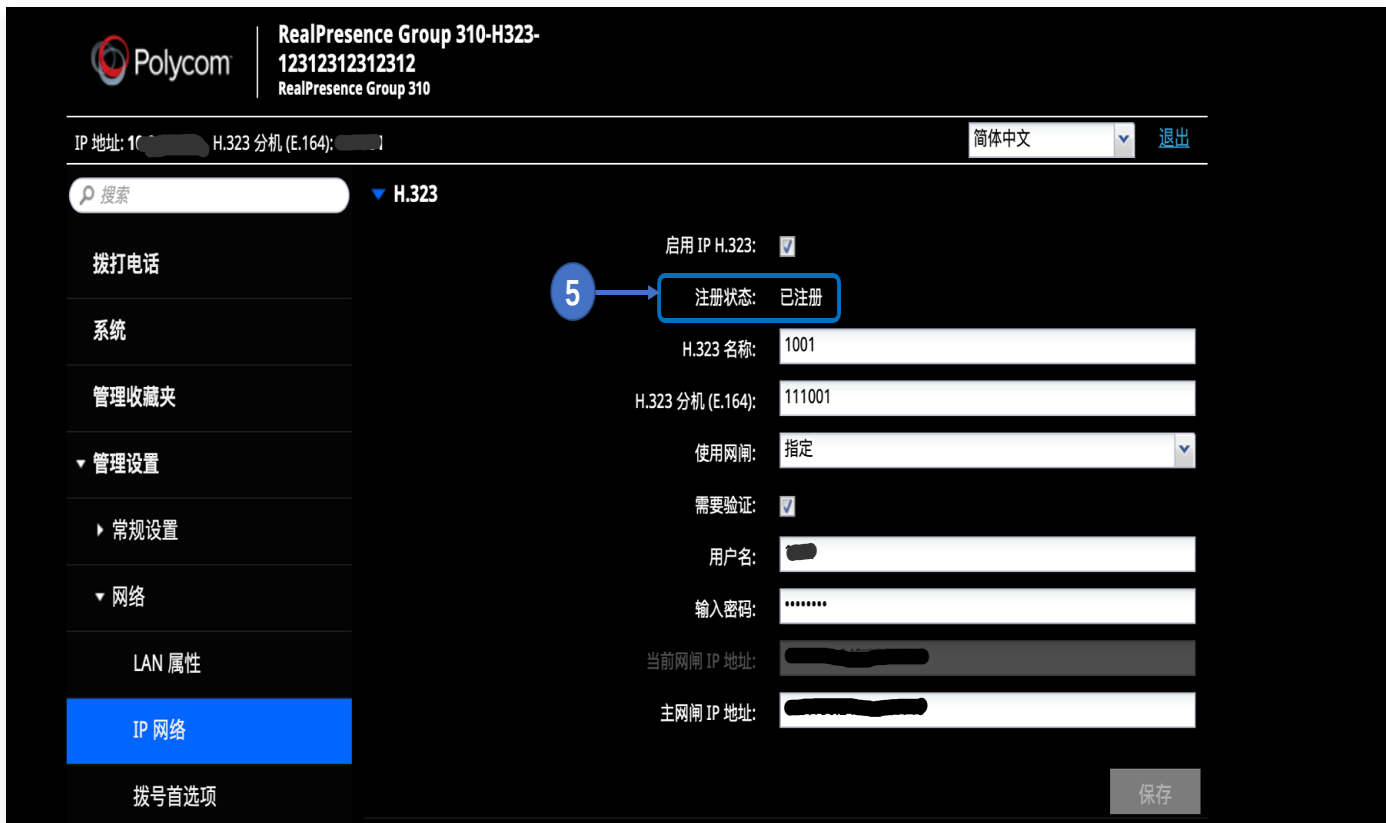 Polycom
RealPresence Group 310-H323-
12312312312312
RealPresence Group 310
IP 地址: 10 H.323 分机 (E.164):
简体中文
退出
搜索
拨打电话
系统
管理收藏夹
管理设置
常规设置
网络
LAN 属性
IP 网络
拨号首选项
H.323
启用 IP H.323:
5
注册状态: 已注册
H.323 名称: 1001
H.323 分机 (E.164): 111001
使用网闸: 指定
需要验证:
用户名:
输入密码: ••••••••
当前网闸 IP 地址:
主网闸 IP 地址:
保存